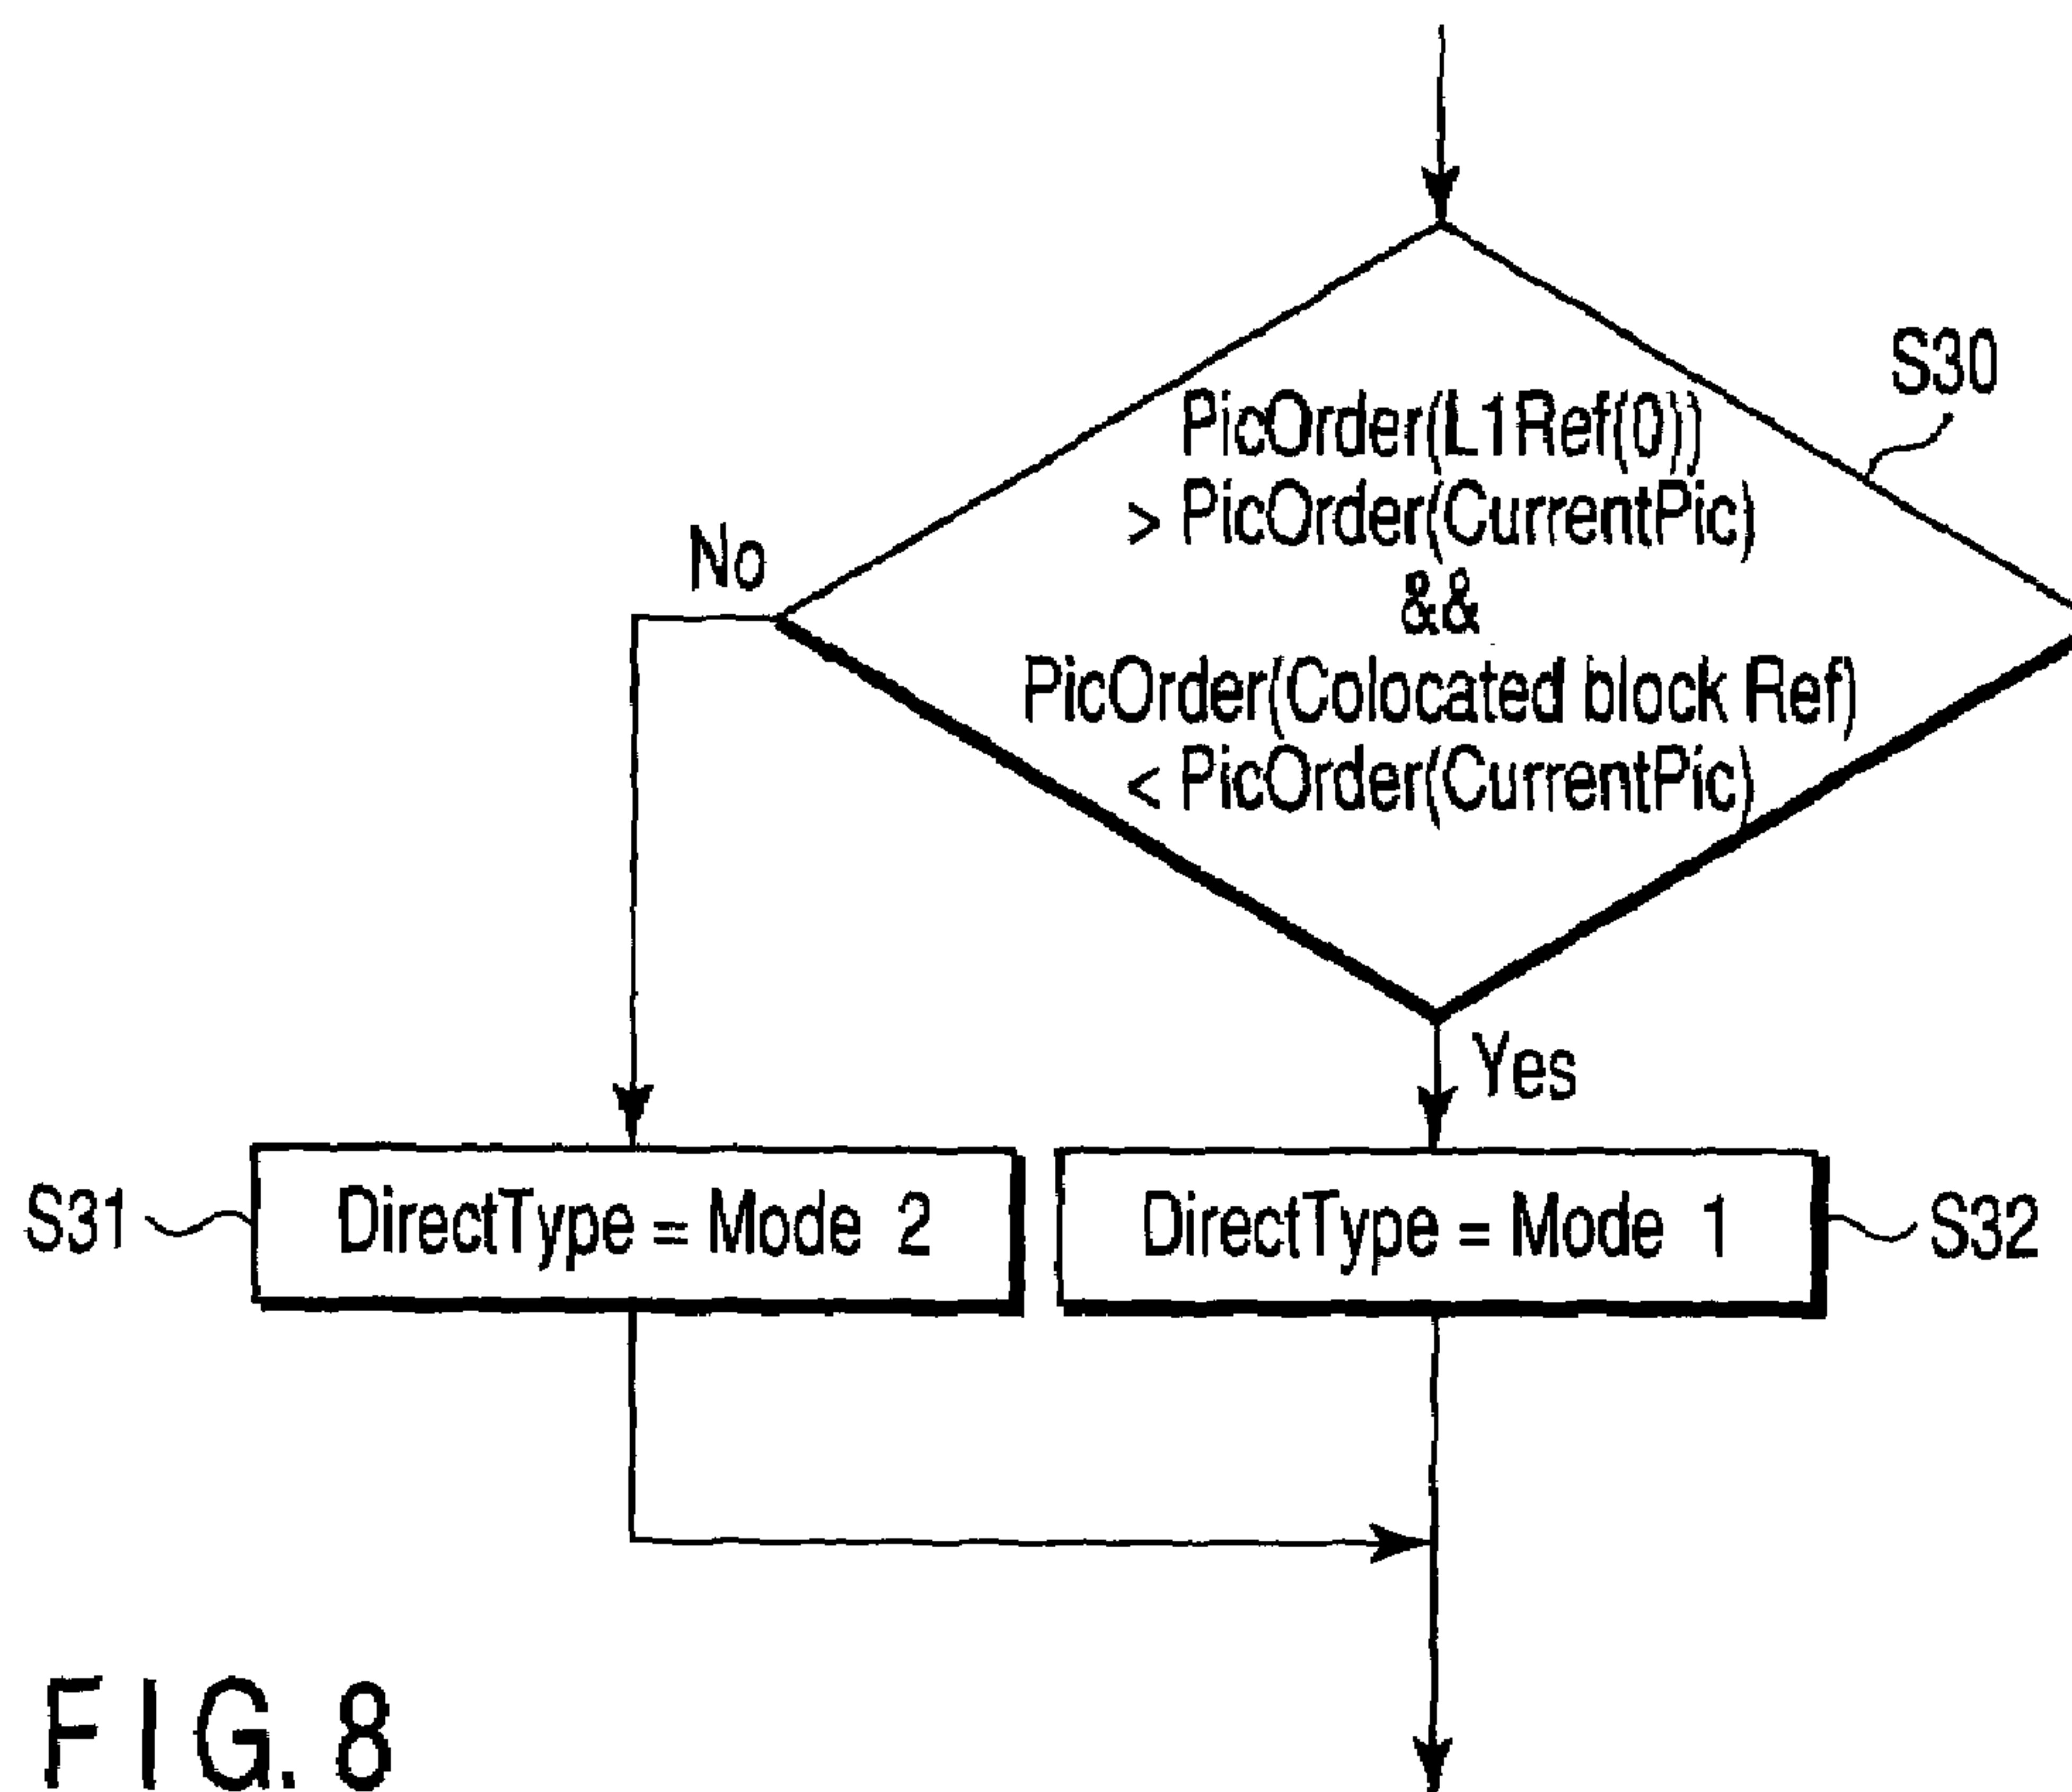 S30
PicOrder(L1Ref(0))
> PicOrder(CurrentPic)
&&
PicOrder(Colocated block Ref)
< PicOrder(CurrentPic)
No
Yes
S31
DirectType = Mode 2
DirectType = Mode 1
S32
FIG. 8